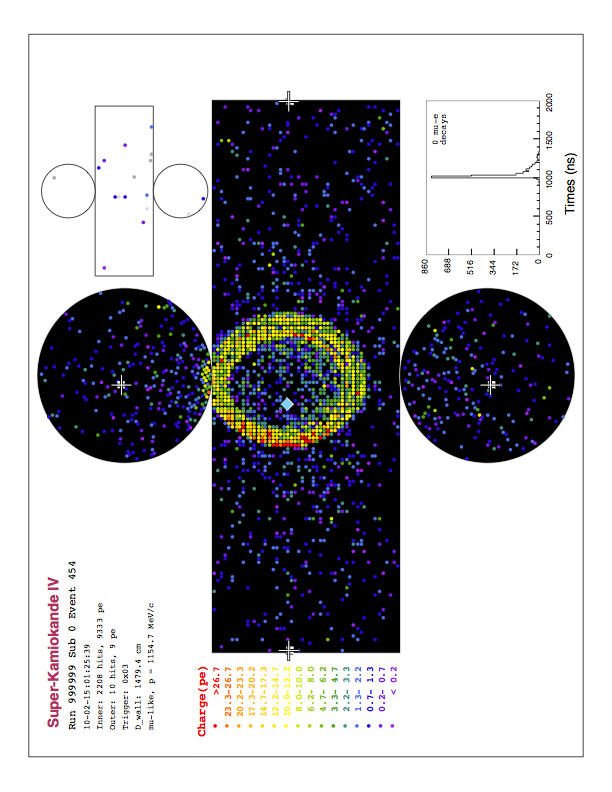 Super-Kamiokande IV
Run 999999 Sub 0 Event 454
10-02-15:01:25:39
Inner: 2208 hits, 9333 pe
Outer: 10 hits, 9 pe
Trigger: 0x03
D_wall: 1479.4 cm
mu-like, p = 1154.7 MeV/c
Charge(pe)
>26.7
23.3-26.7
20.2-23.3
17.3-20.2
14.7-17.3
12.2-14.7
10.0-12.2
8.0-10.0
6.2- 8.0
4.7- 6.2
3.3- 4.7
2.2- 3.3
1.3- 2.2
0.7- 1.3
0.2- 0.7
< 0.2
0 mu-e
decays
860
688
516
344
172
0
0
500
1000
1500
2000
Times (ns)